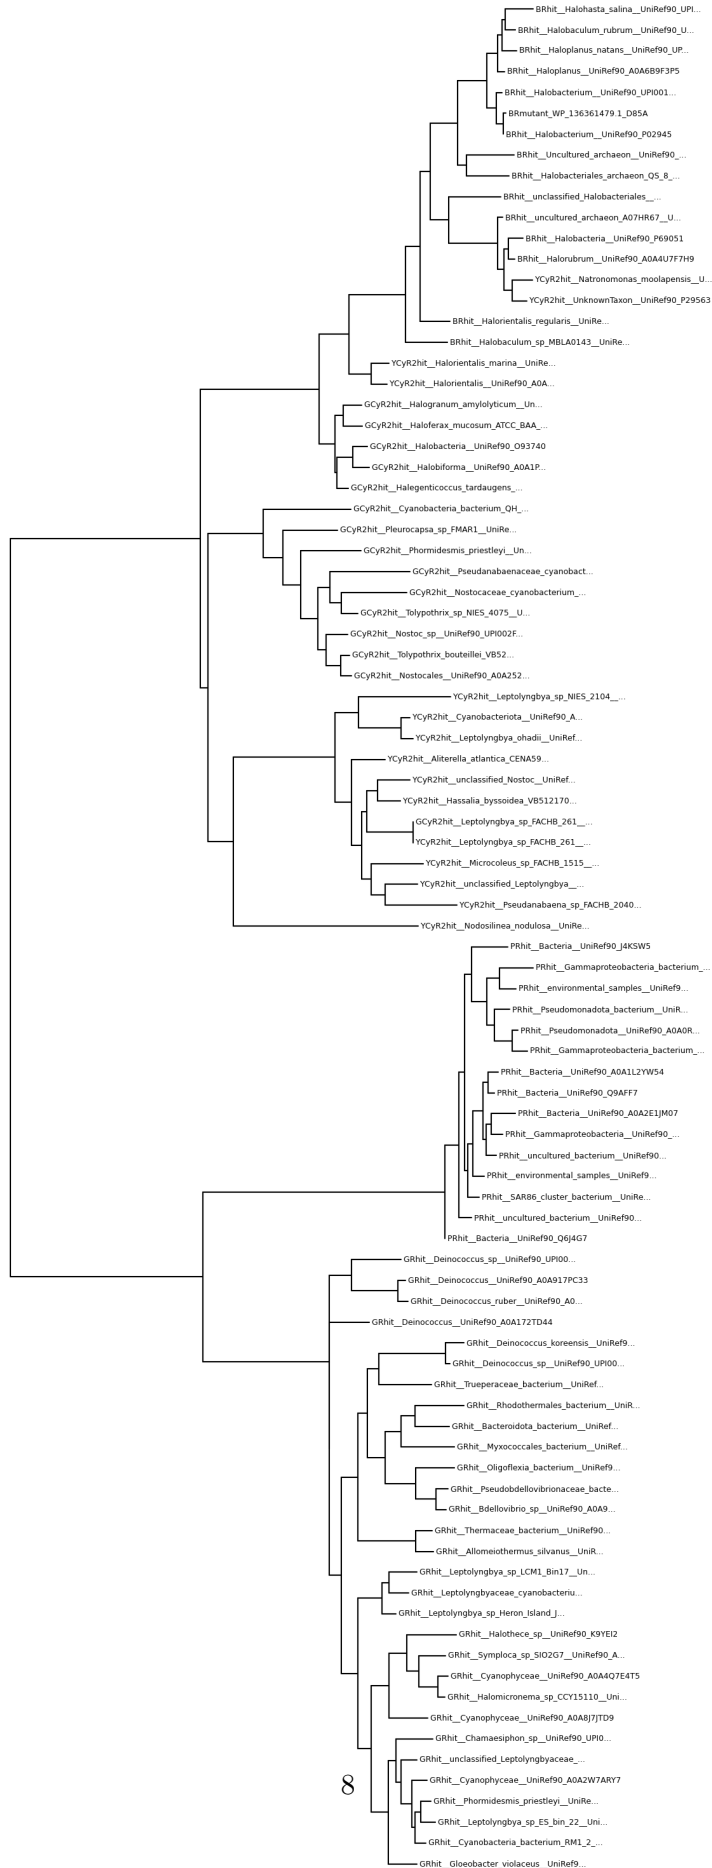 BRhit__Halohasta_salina__UniRef90_UPI...
BRhit__Halobaculum_rubrum__UniRef90_U...
BRhit__Haloplanus_natans__UniRef90_UP...
BRhit__Haloplanus__UniRef90_A0A6B9F3P5
BRhit__Halobacterium__UniRef90_UPI001...
BRmutant_WP_136361479.1_D85A
BRhit__Halobacterium__UniRef90_P02945
BRhit__Uncultured_archaeon__UniRef90_...
BRhit__Halobacteriales_archaeon_QS_8_...
BRhit__unclassified_Halobacteriales__...
BRhit__uncultured_archaeon_A07HR67__U...
BRhit__Halobacteria__UniRef90_P69051
BRhit__Halorubrum__UniRef90_A0A4U7F7H9
YCyR2hit__Natronomonas_moolapensis__U...
YCyR2hit__UnknownTaxon__UniRef90_P29563
BRhit__Halorientalis_regularis__UniRe...
BRhit__Halobaculum_sp_MBLA0143__UniRe...
YCyR2hit__Halorientalis_marina__UniRe...
YCyR2hit__Halorientalis__UniRef90_A0A...
GCyR2hit__Halogranum_amylolyticum__Un...
GCyR2hit__Haloferax_mucosum_ATCC_BAA_...
GCyR2hit__Halobacteria__UniRef90_O93740
GCyR2hit__Halobiforma__UniRef90_A0A1P...
GCyR2hit__Halegenticoccus_tardaugens_...
GCyR2hit__Cyanobacteria_bacterium_QH_...
GCyR2hit__Pleurocapsa_sp_FMAR1__UniRe...
GCyR2hit__Phormidesmis_priestleyi__Un...
GCyR2hit__Pseudanabaenaceae_cyanobact...
GCyR2hit__Nostocaceae_cyanobacterium_...
GCyR2hit__Tolypothrix_sp_NIES_4075__U...
GCyR2hit__Nostoc_sp__UniRef90_UPI002F...
GCyR2hit__Tolypothrix_bouteillei_VB52...
GCyR2hit__Nostocales__UniRef90_A0A252...
YCyR2hit__Leptolyngbya_sp_NIES_2104__...
YCyR2hit__Cyanobacteriota__UniRef90_A...
YCyR2hit__Leptolyngbya_ohadii__UniRef...
YCyR2hit__Aliterella_atlantica_CENA59...
YCyR2hit__unclassified_Nostoc__UniRef...
YCyR2hit__Hassalia_byssoidea_VB512170...
GCyR2hit__Leptolyngbya_sp_FACHB_261__...
YCyR2hit__Leptolyngbya_sp_FACHB_261__...
YCyR2hit__Microcoleus_sp_FACHB_1515__...
YCyR2hit__unclassified_Leptolyngbya__...
YCyR2hit__Pseudanabaena_sp_FACHB_2040...
YCyR2hit__Nodosilinea_nodulosa__UniRe...
PRhit__Bacteria__UniRef90_J4KSW5
PRhit__Gammaproteobacteria_bacterium_...
PRhit__environmental_samples__UniRef9...
PRhit__Pseudomonadota_bacterium__UniR...
PRhit__Pseudomonadota__UniRef90_A0A0R...
PRhit__Gammaproteobacteria_bacterium_...
PRhit__Bacteria__UniRef90_A0A1L2YW54
PRhit__Bacteria__UniRef90_Q9AFF7
PRhit__Bacteria__UniRef90_A0A2E1JM07
PRhit__Gammaproteobacteria__UniRef90_...
PRhit__uncultured_bacterium__UniRef90...
PRhit__environmental_samples__UniRef9...
PRhit__SAR86_cluster_bacterium__UniRe...
PRhit__uncultured_bacterium__UniRef90...
PRhit__Bacteria__UniRef90_Q6J4G7
GRhit__Deinococcus_sp__UniRef90_UPI00...
GRhit__Deinococcus__UniRef90_A0A917PC33
GRhit__Deinococcus_ruber__UniRef90_A0...
GRhit__Deinococcus__UniRef90_A0A172TD44
GRhit__Deinococcus_koreensis__UniRef9...
GRhit__Deinococcus_sp__UniRef90_UPI00...
GRhit__Trueperaceae_bacterium__UniRef...
GRhit__Rhodothermales_bacterium__UniR...
GRhit__Bacteroidota_bacterium__UniRef...
GRhit__Myxococcales_bacterium__UniRef...
GRhit__Oligoflexia_bacterium__UniRef9...
GRhit__Pseudobdellovibrionaceae_bacte...
GRhit__Bdellovibrio_sp__UniRef90_A0A9...
GRhit__Thermaceae_bacterium__UniRef90...
GRhit__Allomeiothermus_silvanus__UniR...
GRhit__Leptolyngbya_sp_LCM1_Bin17__Un...
GRhit__Leptolyngbyaceae_cyanobacteriu...
GRhit__Leptolyngbya_sp_Heron_Island_J...
GRhit__Halothece_sp__UniRef90_K9YEI2
GRhit__Symploca_sp_SIO2G7__UniRef90_A...
GRhit__Cyanophyceae__UniRef90_A0A4Q7E4T5
GRhit__Halomicronema_sp_CCY15110__Uni...
GRhit__Cyanophyceae__UniRef90_A0A8J7JTD9
GRhit__Chamaesiphon_sp__UniRef90_UPI0...
GRhit__unclassified_Leptolyngbyaceae_...
GRhit__Cyanophyceae__UniRef90_A0A2W7ARY7
8
GRhit__Phormidesmis_priestleyi__UniRe...
GRhit__Leptolyngbya_sp_ES_bin_22__Uni...
GRhit__Cyanobacteria_bacterium_RM1_2_...
GRhit__Gloeobacter_violaceus__UniRef9...